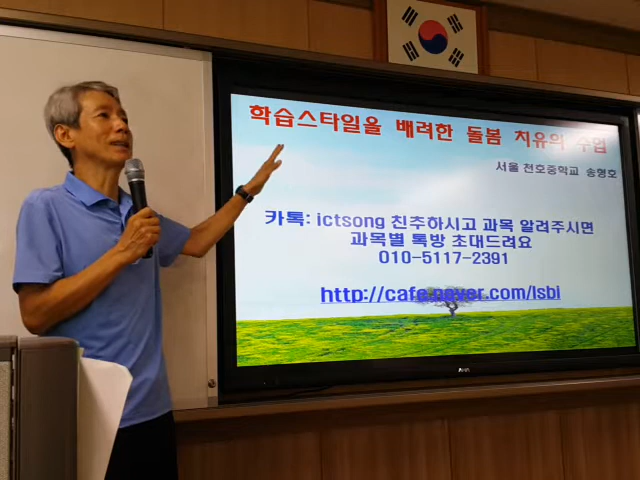 학습스타일을 배려한 돌봄 치유의 수업
서울 천호중학교 송형호
카톡: ictsong 친추하시고 과목 알려주시면
과목별 톡방 초대드려요
010-5117-2391
http://cafe.naver.com/lsbi